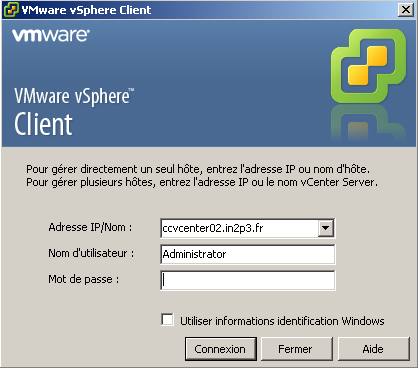 VMware vSphere Client
vmware®
VMware vSphere™
Client
Pour gérer directement un seul hôte, entrez l'adresse IP ou nom d'hôte.
Pour gérer plusieurs hôtes, entrez l'adresse IP ou le nom vCenter Server.
Adresse IP/Nom : ccvcenter02.in2p3.fr
Nom d'utilisateur : Administrator
Mot de passe :
Utiliser informations identification Windows
Connexion Fermer Aide